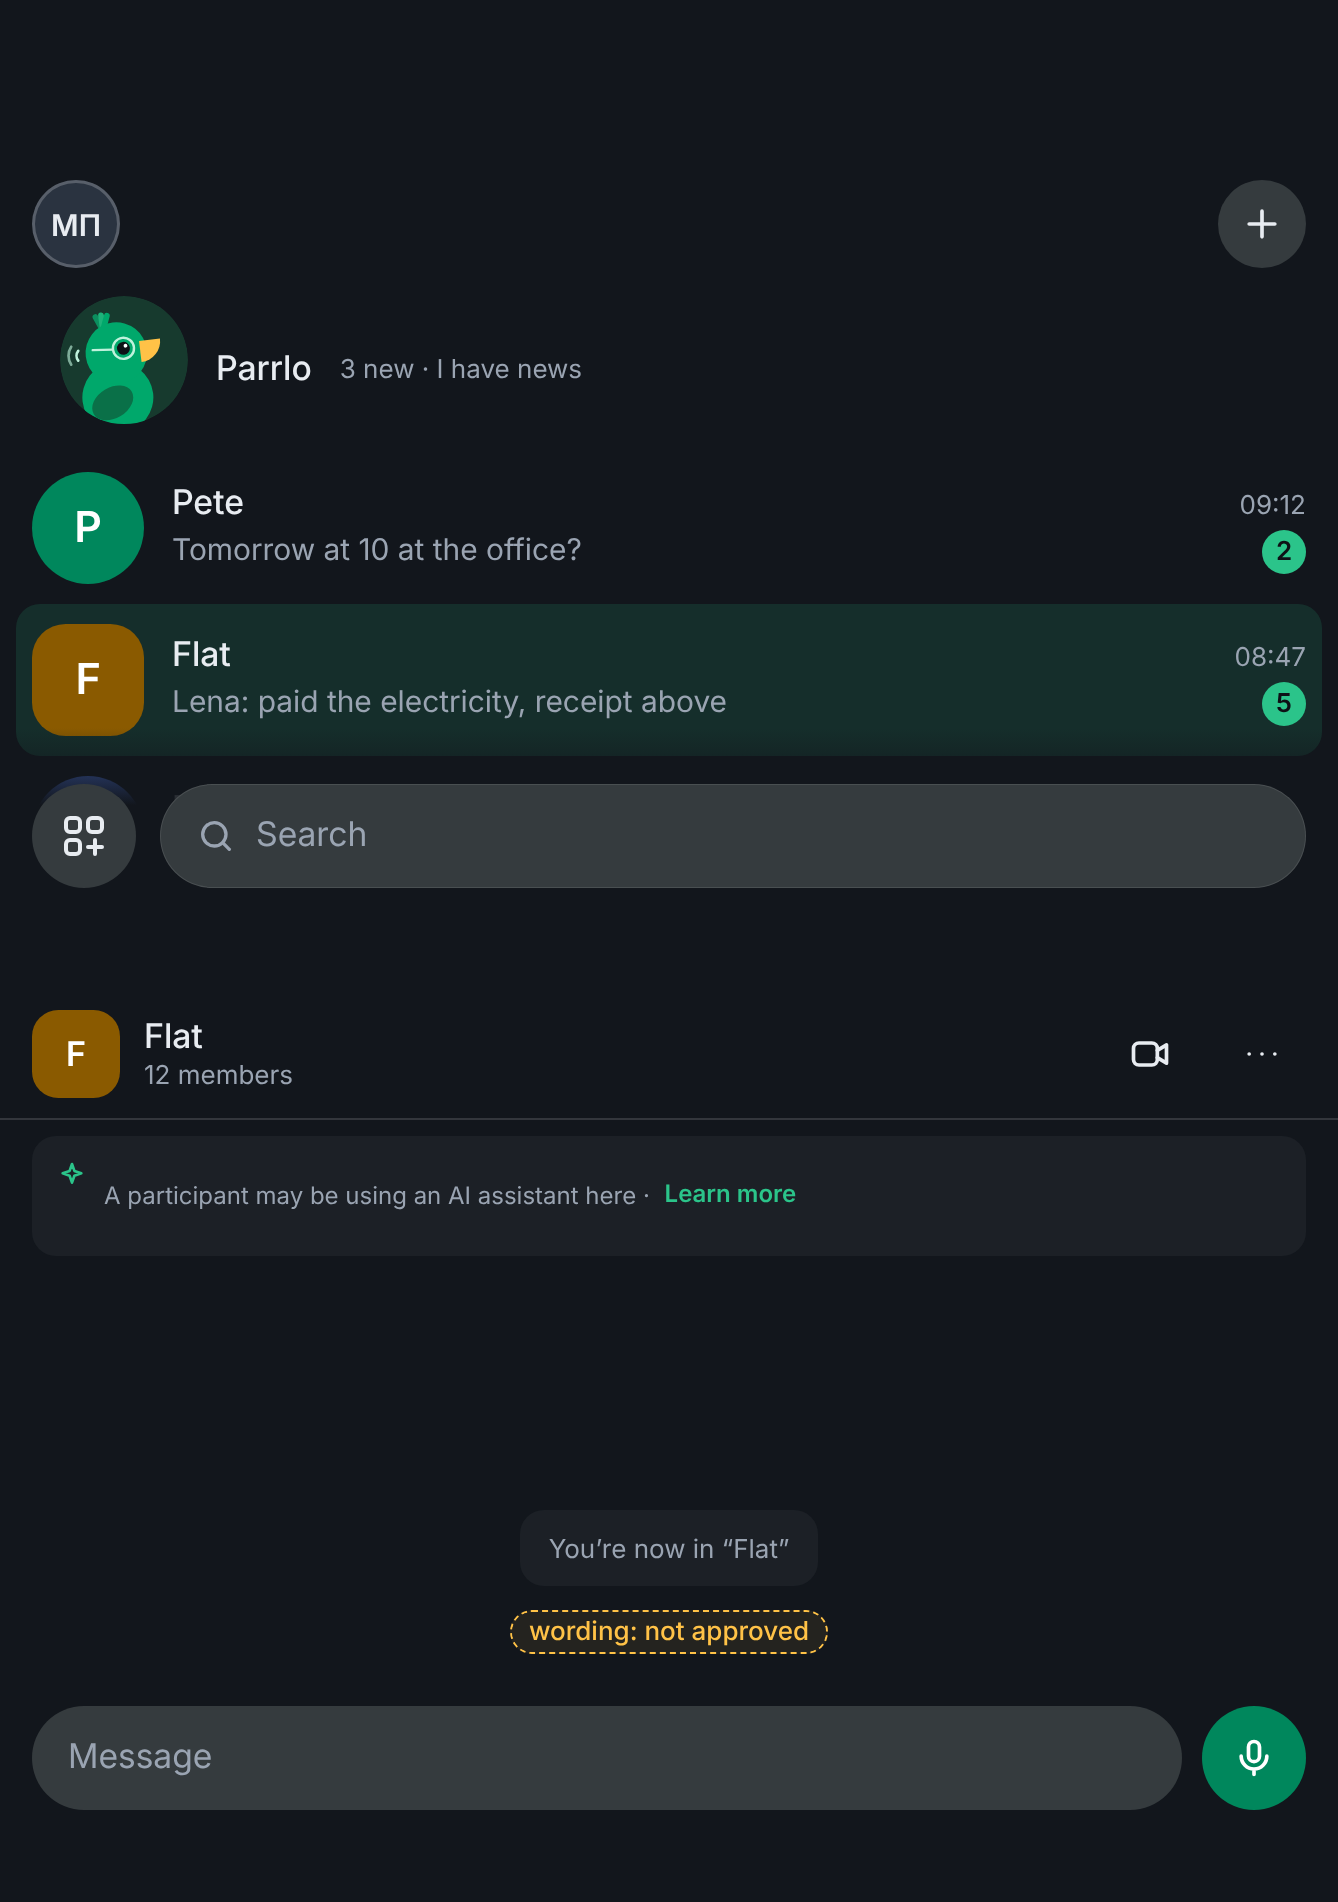 МП
Parrlo 3 new · I have news
P
Pete 09:12
Tomorrow at 10 at the office? 2
F
Flat 08:47
Lena: paid the electricity, receipt above 5
Search
F
Flat
12 members
A participant may be using an AI assistant here · Learn more
You’re now in “Flat”
wording: not approved
Message